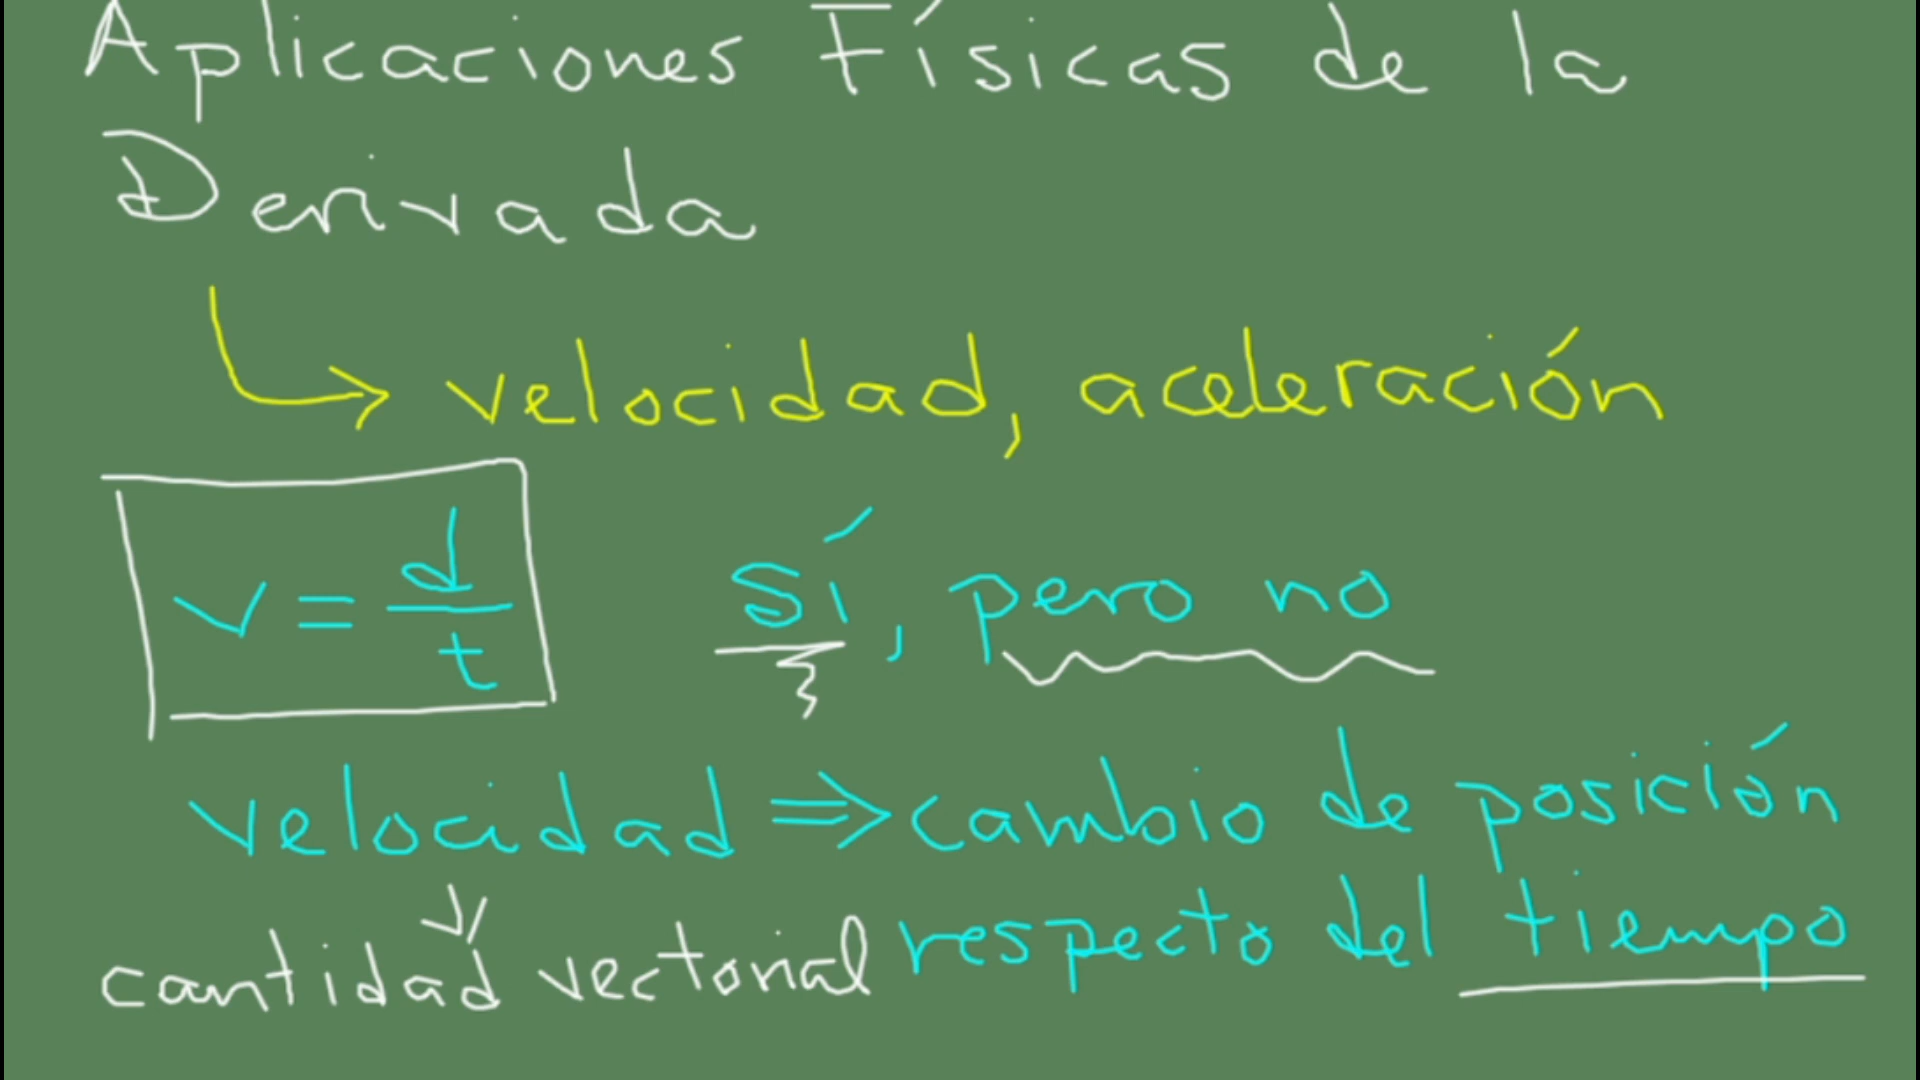 Aplicaciones Físicas de la
Derivada
velocidad, aceleración
v = d/t
sí, pero no
velocidad ⇒ cambio de posición
respecto del tiempo
cantidad vectorial